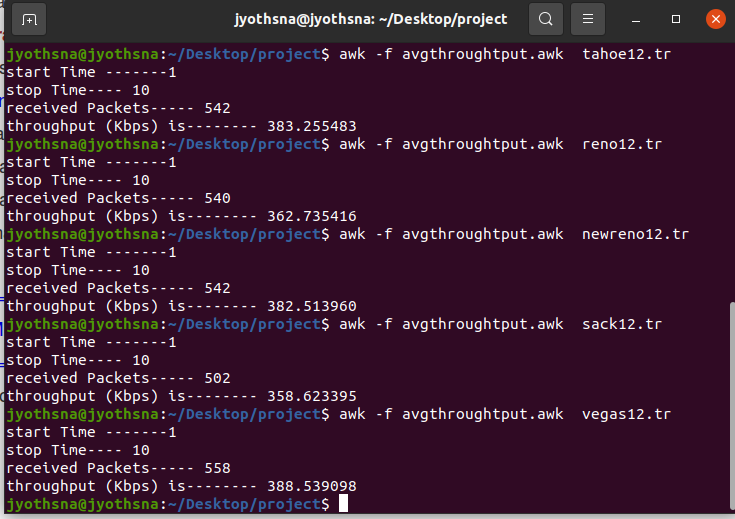 jyothsna@jyothsna: ~/Desktop/project
jyothsna@jyothsna:~/Desktop/project$ awk -f avgthroughtput.awk  tahoe12.tr
start Time -------1
stop Time---- 10
received Packets----- 542
throughput (Kbps) is-------- 383.255483
jyothsna@jyothsna:~/Desktop/project$ awk -f avgthroughtput.awk  reno12.tr
start Time -------1
stop Time---- 10
received Packets----- 540
throughput (Kbps) is-------- 362.735416
jyothsna@jyothsna:~/Desktop/project$ awk -f avgthroughtput.awk  newreno12.tr
start Time -------1
stop Time---- 10
received Packets----- 542
throughput (Kbps) is-------- 382.513960
jyothsna@jyothsna:~/Desktop/project$ awk -f avgthroughtput.awk  sack12.tr
start Time -------1
stop Time---- 10
received Packets----- 502
throughput (Kbps) is-------- 358.623395
jyothsna@jyothsna:~/Desktop/project$ awk -f avgthroughtput.awk  vegas12.tr
start Time -------1
stop Time---- 10
received Packets----- 558
throughput (Kbps) is-------- 388.539098
jyothsna@jyothsna:~/Desktop/project$